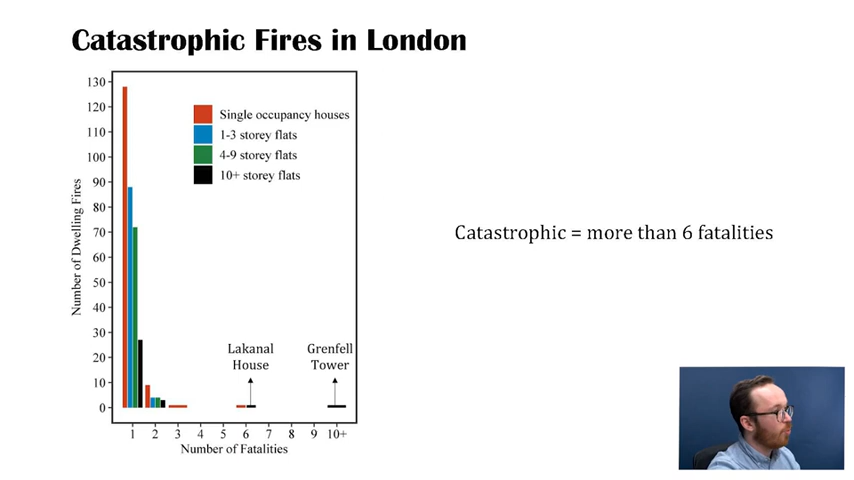 Catastrophic Fires in London
130
120
110
100
90
80
70
60
50
40
30
20
10
0
Number of Dwelling Fires
Single occupancy houses
1-3 storey flats
4-9 storey flats
10+ storey flats
Lakanal
House
Grenfell
Tower
1 2 3 4 5 6 7 8 9 10+
Number of Fatalities
Catastrophic = more than 6 fatalities